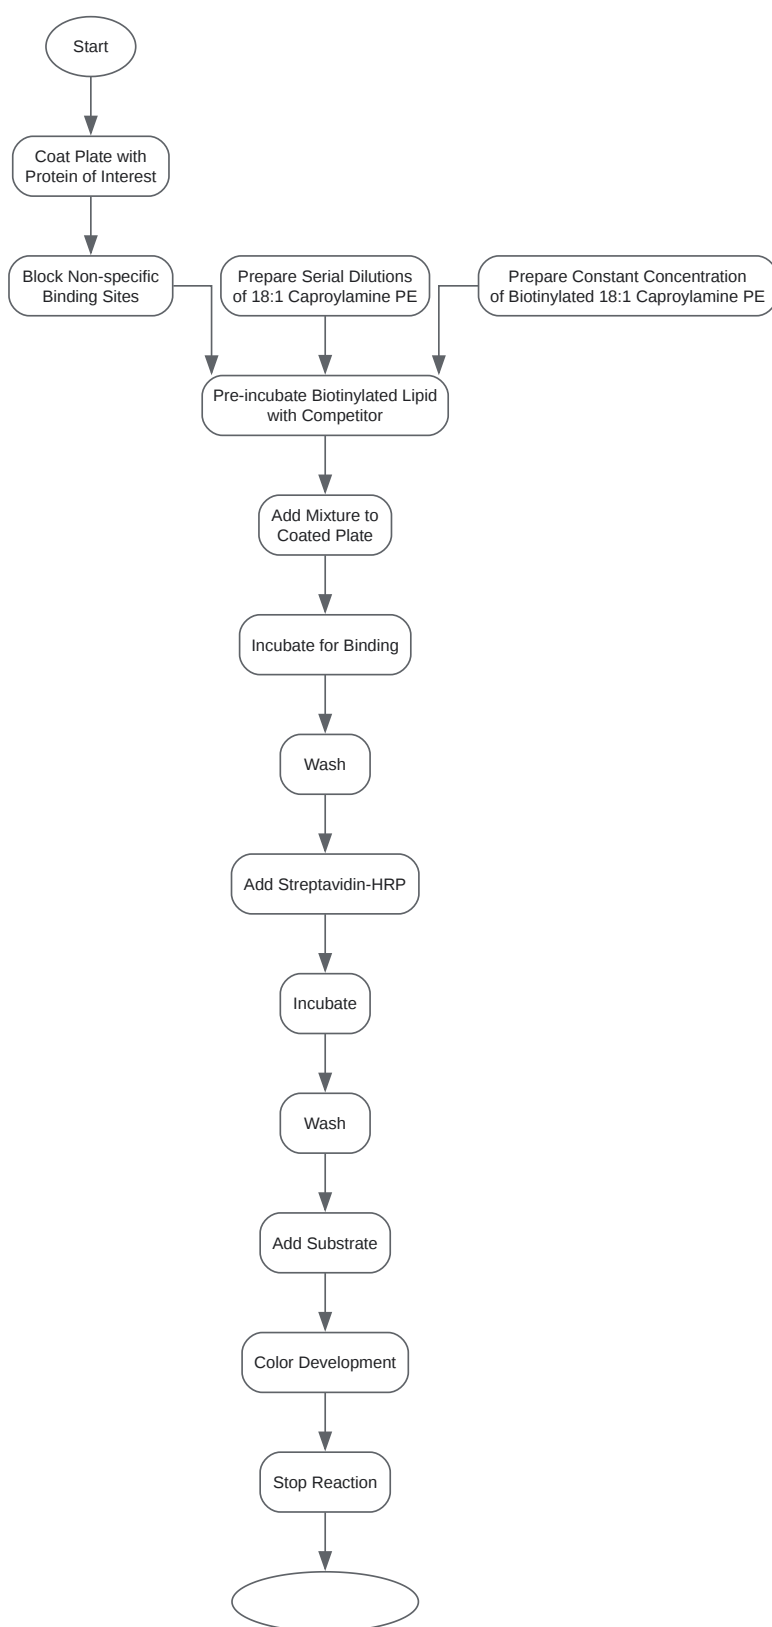 Start
Coat Plate with
Protein of Interest
Block Non-specific
Binding Sites
Prepare Serial Dilutions
of 18:1 Caproylamine PE
Prepare Constant Concentration
of Biotinylated 18:1 Caproylamine PE
Pre-incubate Biotinylated Lipid
with Competitor
Add Mixture to
Coated Plate
Incubate for Binding
Wash
Add Streptavidin-HRP
Incubate
Wash
Add Substrate
Color Development
Stop Reaction